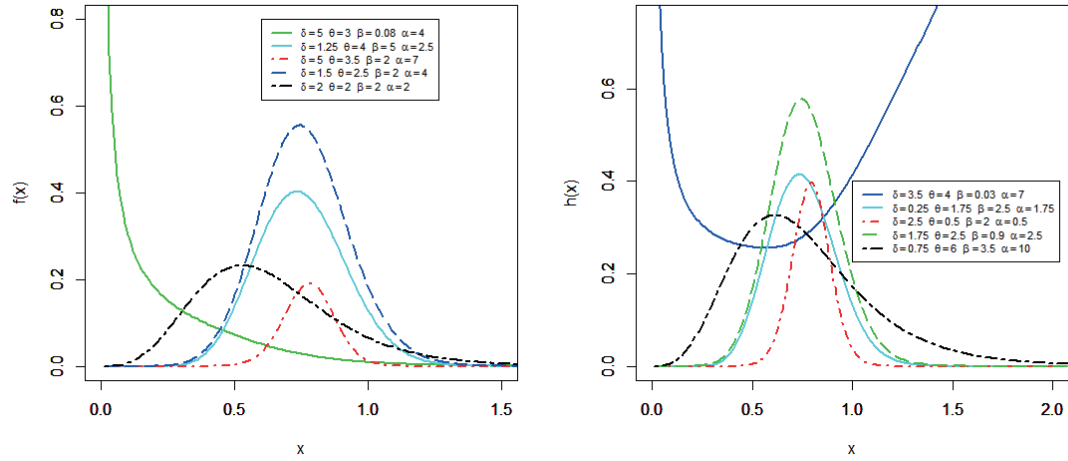 f(x)
0.8
0.6
0.4
0.2
0.0
δ=5 θ=3 β=0.08 α=4
δ=1.25 θ=4 β=5 α=2.5
δ=5 θ=3.5 β=2 α=7
δ=1.5 θ=2.5 β=2 α=4
δ=2 θ=2 β=2 α=2
0.0 0.5 1.0 1.5
x
h(x)
0.6
0.4
0.2
0.0
δ=3.5 θ=4 β=0.03 α=7
δ=0.25 θ=1.75 β=2.5 α=1.75
δ=2.5 θ=0.5 β=2 α=0.5
δ=1.75 θ=2.5 β=0.9 α=2.5
δ=0.75 θ=6 β=3.5 α=10
0.0 0.5 1.0 1.5 2.0
x